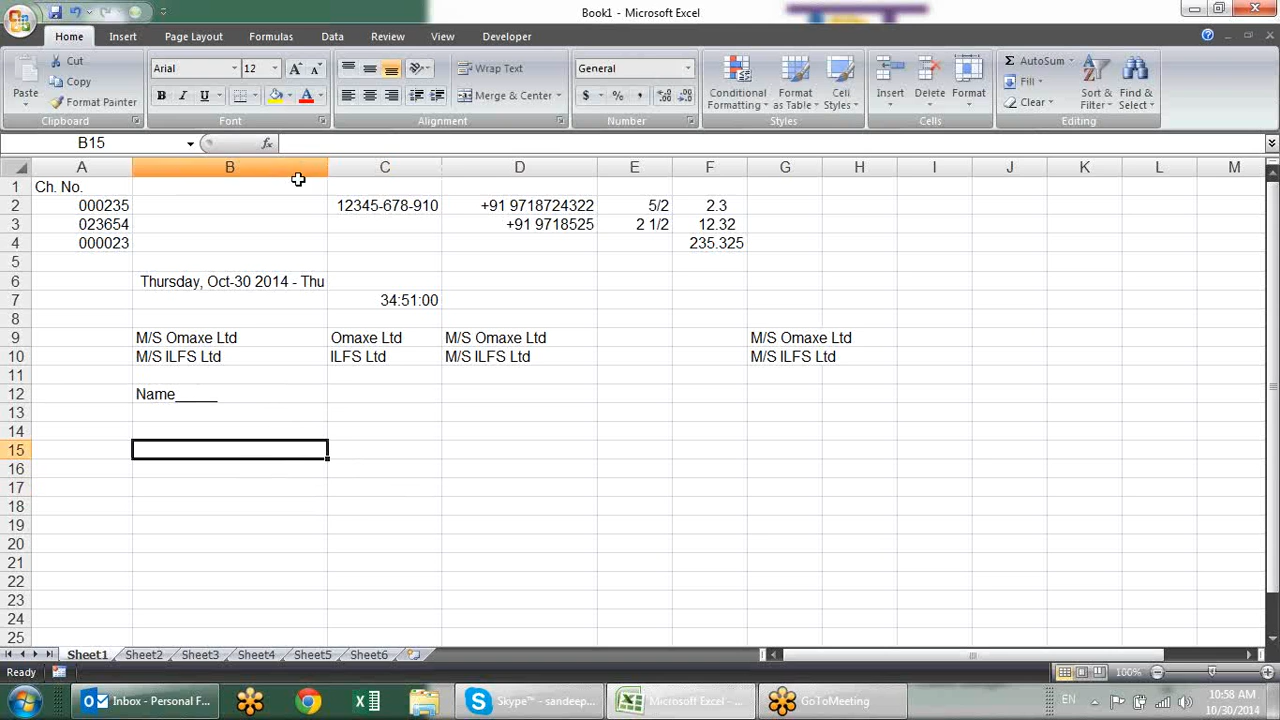 Book1 - Microsoft Excel
Home Insert Page Layout Formulas Data Review View Developer
Paste
Cut
Copy
Format Painter
Clipboard
Arial 12
B I U
Font
Wrap Text
Merge & Center
Alignment
General
$ % ,
Number
Conditional Formatting
Format as Table
Cell Styles
Styles
Insert Delete Format
Cells
AutoSum
Fill
Clear
Sort & Filter
Find & Select
Editing
B15 fx
A B C D E F G H I J K L M
1 Ch. No.
2 000235 12345-678-910 +91 9718724322 5/2 2.3
3 023654 +91 9718525 2 1/2 12.32
4 000023 235.325
5
6 Thursday, Oct-30 2014 - Thu
7 34:51:00
8
9 M/S Omaxe Ltd Omaxe Ltd M/S Omaxe Ltd M/S Omaxe Ltd
10 M/S ILFS Ltd ILFS Ltd M/S ILFS Ltd M/S ILFS Ltd
11
12 Name_____
13
14
15
16
17
18
19
20
21
22
23
24
25
Sheet1 Sheet2 Sheet3 Sheet4 Sheet5 Sheet6
Ready 100%
Inbox - Personal F... Skype™ - sandeep... Microsoft Excel - ... GoToMeeting EN 10:58 AM
10/30/2014